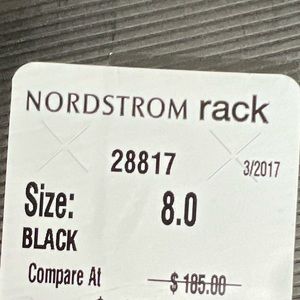 NORDSTROM rack
28817 3/2017
Size: 8.0
BLACK
Compare At $185.00